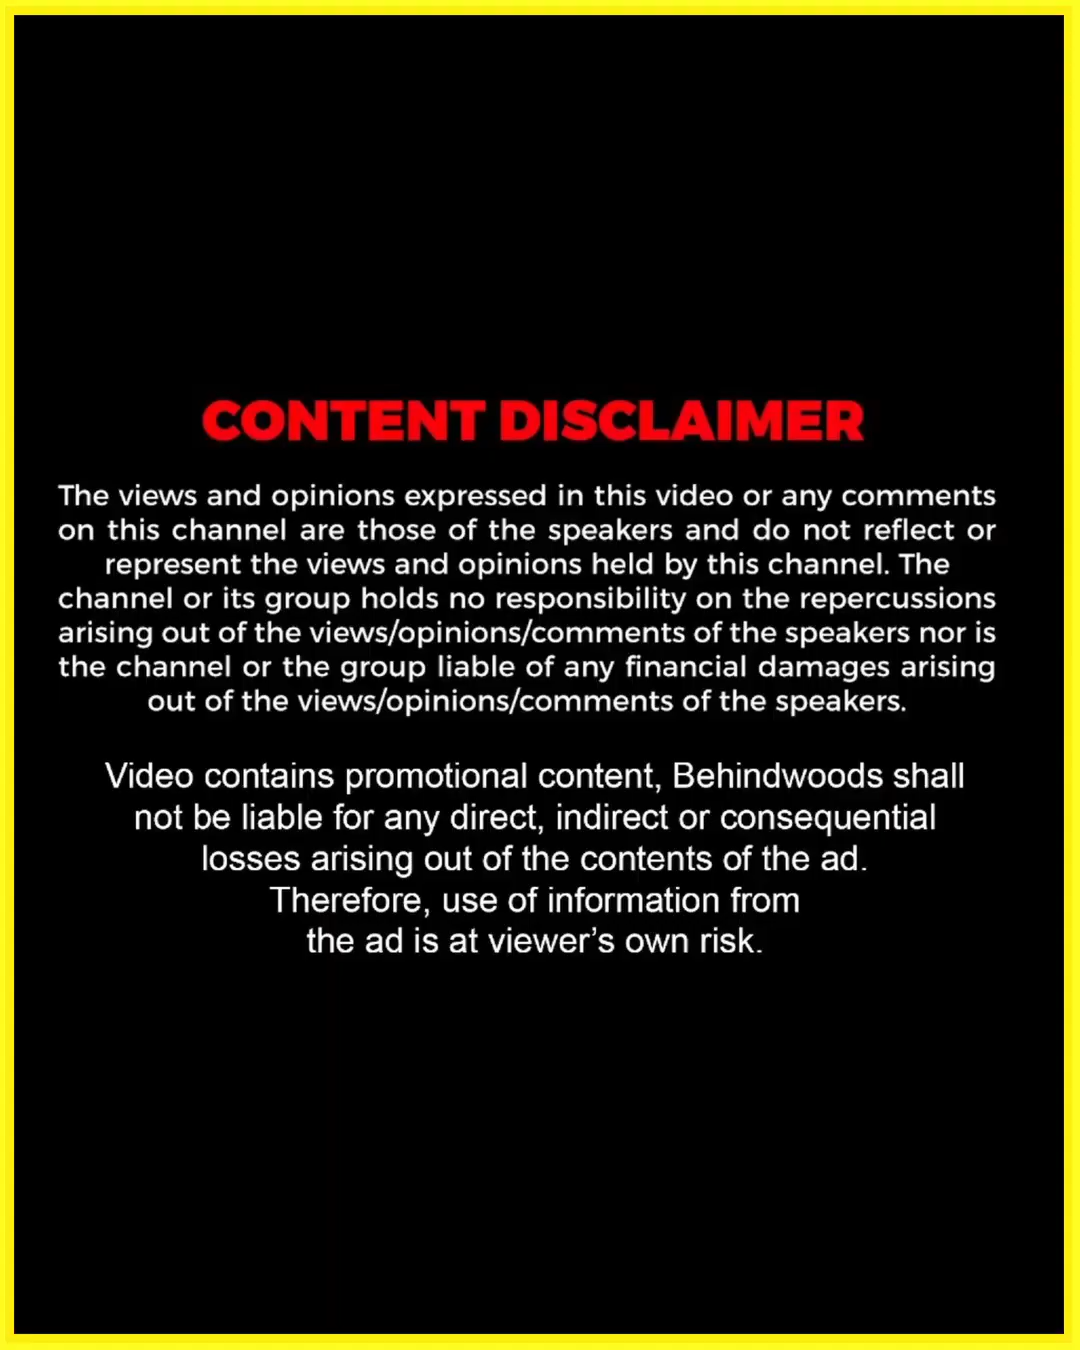 CONTENT DISCLAIMER
The views and opinions expressed in this video or any comments
on this channel are those of the speakers and do not reflect or
represent the views and opinions held by this channel. The
channel or its group holds no responsibility on the repercussions
arising out of the views/opinions/comments of the speakers nor is
the channel or the group liable of any financial damages arising
out of the views/opinions/comments of the speakers.
Video contains promotional content, Behindwoods shall
not be liable for any direct, indirect or consequential
losses arising out of the contents of the ad.
Therefore, use of information from
the ad is at viewer’s own risk.